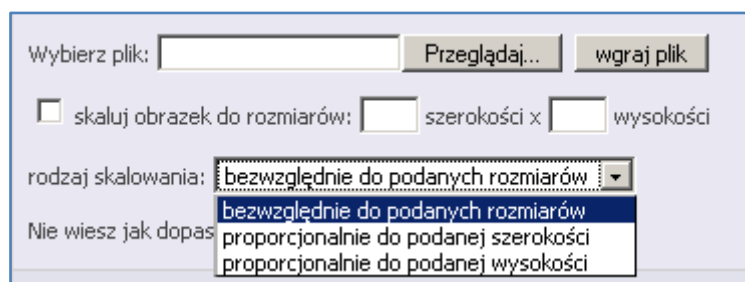 Wybierz plik: Przeglądaj... wgraj plik
skaluj obrazek do rozmiarów: szerokości x wysokości
rodzaj skalowania: bezwzględnie do podanych rozmiarów
bezwzględnie do podanych rozmiarów
Nie wiesz jak dopas
proporcjonalnie do podanej szerokości
proporcjonalnie do podanej wysokości